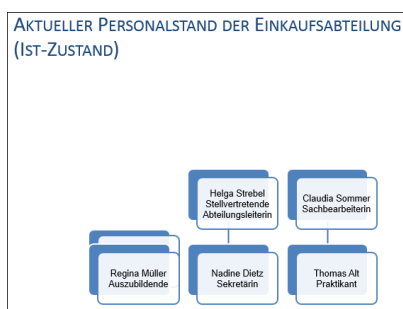 AKTUELLER PERSONALSTAND DER EINKAUFSABTEILUNG
(IST-ZUSTAND)
Helga Strebel
Stellvertretende
Abteilungsleiterin
Claudia Sommer
Sachbearbeiterin
Regina Müller
Auszubildende
Nadine Dietz
Sekretärin
Thomas Alt
Praktikant